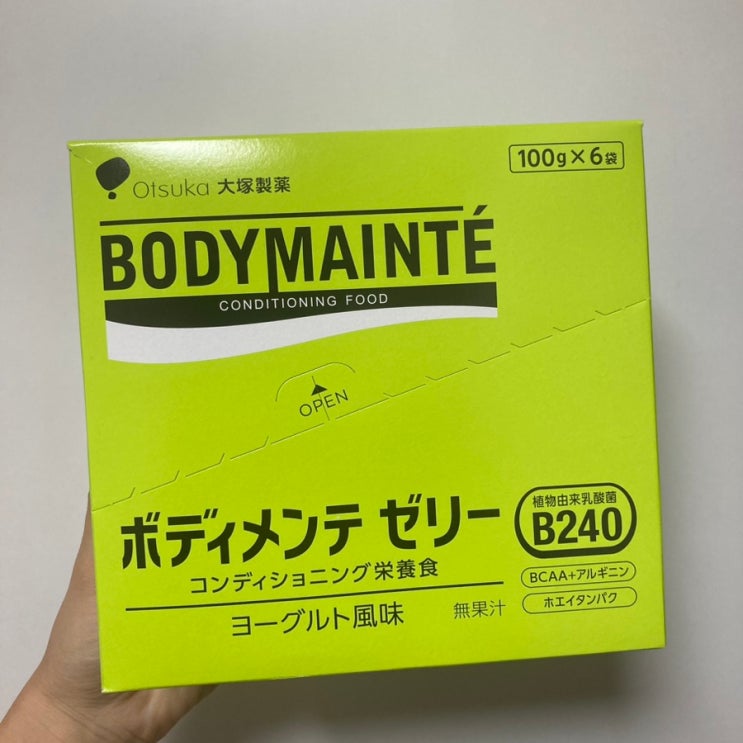 Otsuka 大塚製薬
100g×6袋
BODYMAINTÉ
CONDITIONING FOOD
OPEN
ボディメンテ ゼリー
コンディショニング栄養食
ヨーグルト風味 無果汁
植物由来乳酸菌
B240
BCAA+アルギニン
ホエイタンパク